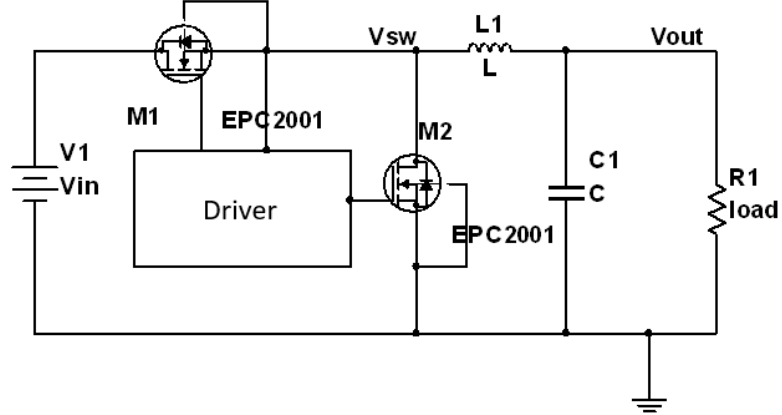 Vsw
L1
L
Vout
M1
EPC2001
M2
V1
Vin
Driver
C1
C
R1
load
EPC2001